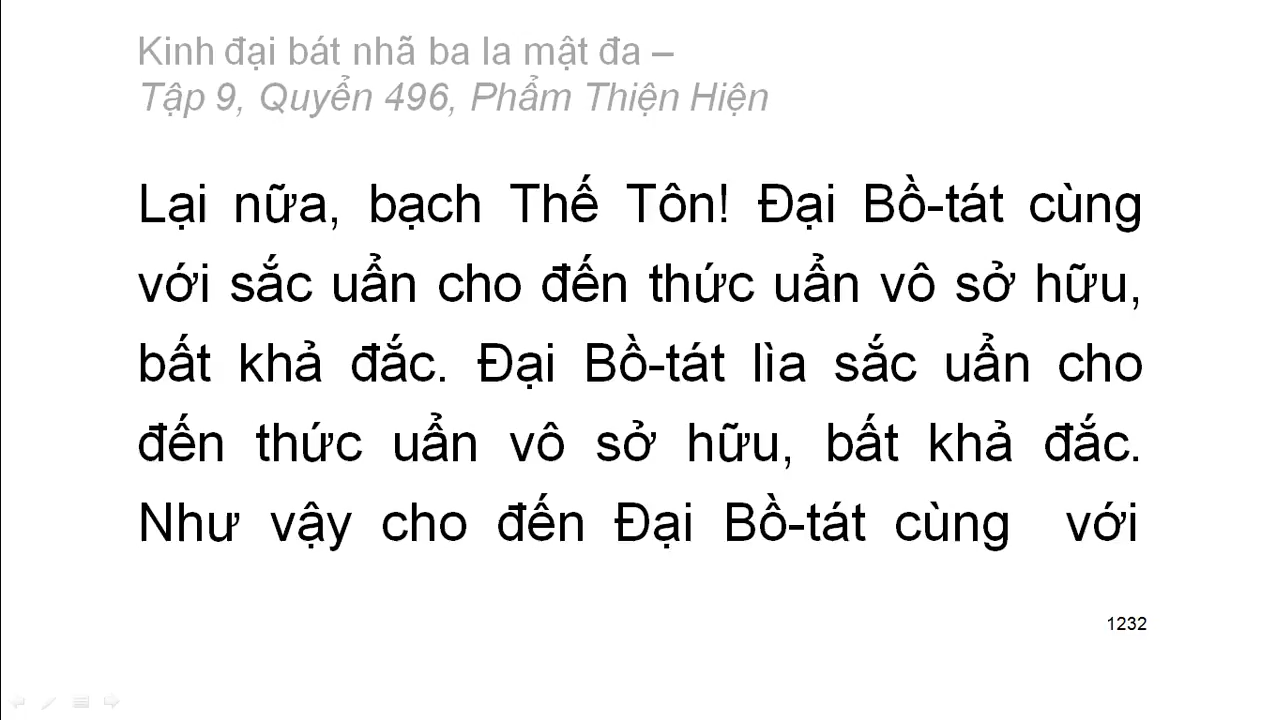 Kinh đại bát nhã ba la mật đa –
Tập 9, Quyển 496, Phẩm Thiện Hiện
Lại nữa, bạch Thế Tôn! Đại Bồ-tát cùng
với sắc uẩn cho đến thức uẩn vô sở hữu,
bất khả đắc. Đại Bồ-tát lìa sắc uẩn cho
đến thức uẩn vô sở hữu, bất khả đắc.
Như vậy cho đến Đại Bồ-tát cùng với
1232